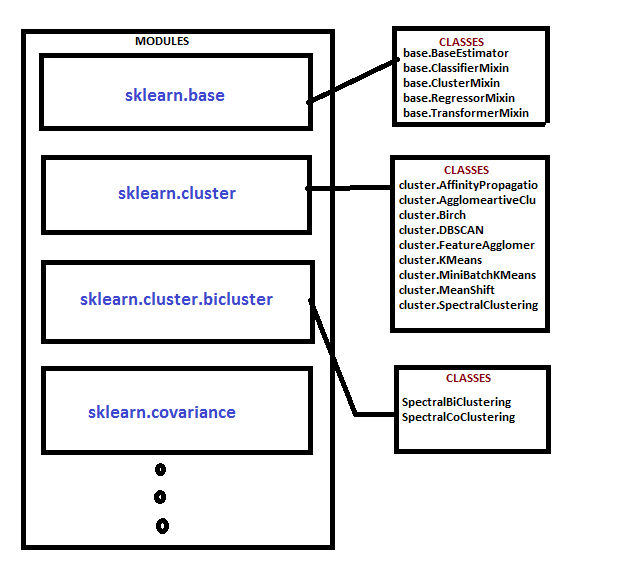 MODULES
sklearn.base
sklearn.cluster
sklearn.cluster.bicluster
sklearn.covariance
CLASSES
base.BaseEstimator
base.ClassifierMixin
base.ClusterMixin
base.RegressorMixin
base.TransformerMixin
CLASSES
cluster.AffinityPropagatio
cluster.AgglomeartiveClu
cluster.Birch
cluster.DBSCAN
cluster.FeatureAgglomer
cluster.KMeans
cluster.MiniBatchKMeans
cluster.MeanShift
cluster.SpectralClustering
CLASSES
SpectralBiClustering
SpectralCoClustering